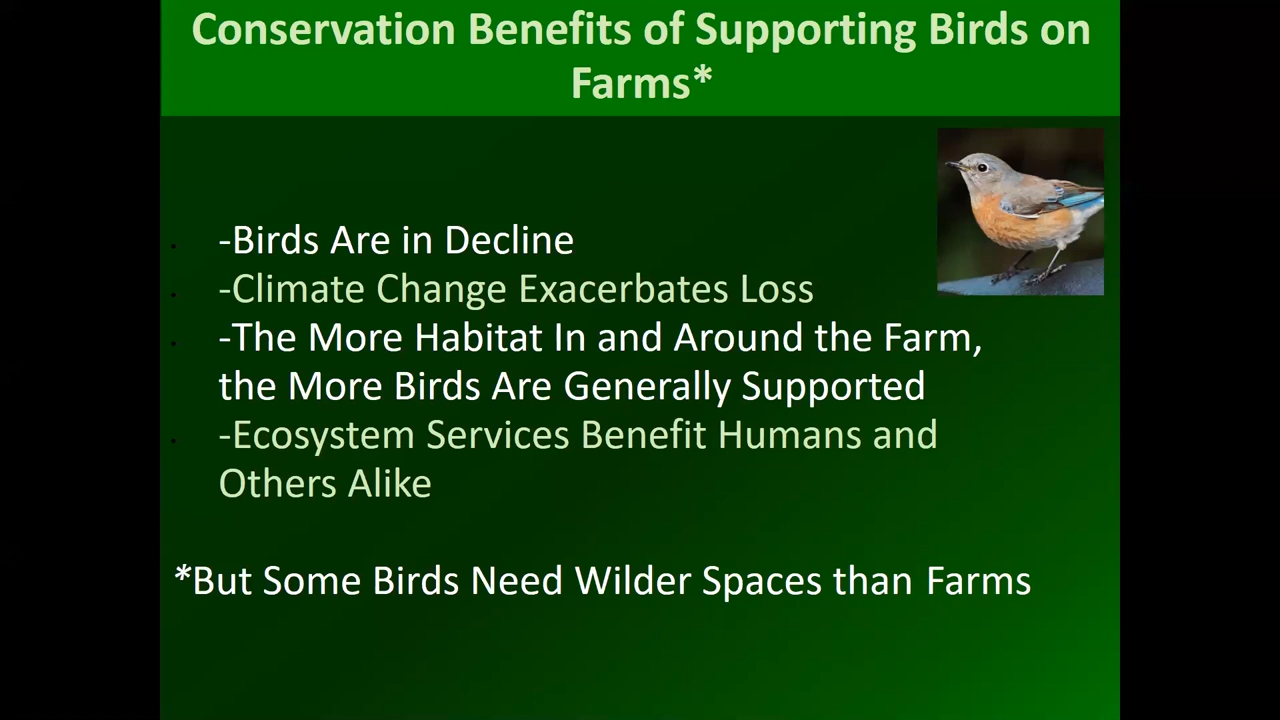 Conservation Benefits of Supporting Birds on
Farms*
-Birds Are in Decline
-Climate Change Exacerbates Loss
-The More Habitat In and Around the Farm,
the More Birds Are Generally Supported
-Ecosystem Services Benefit Humans and
Others Alike
*But Some Birds Need Wilder Spaces than Farms